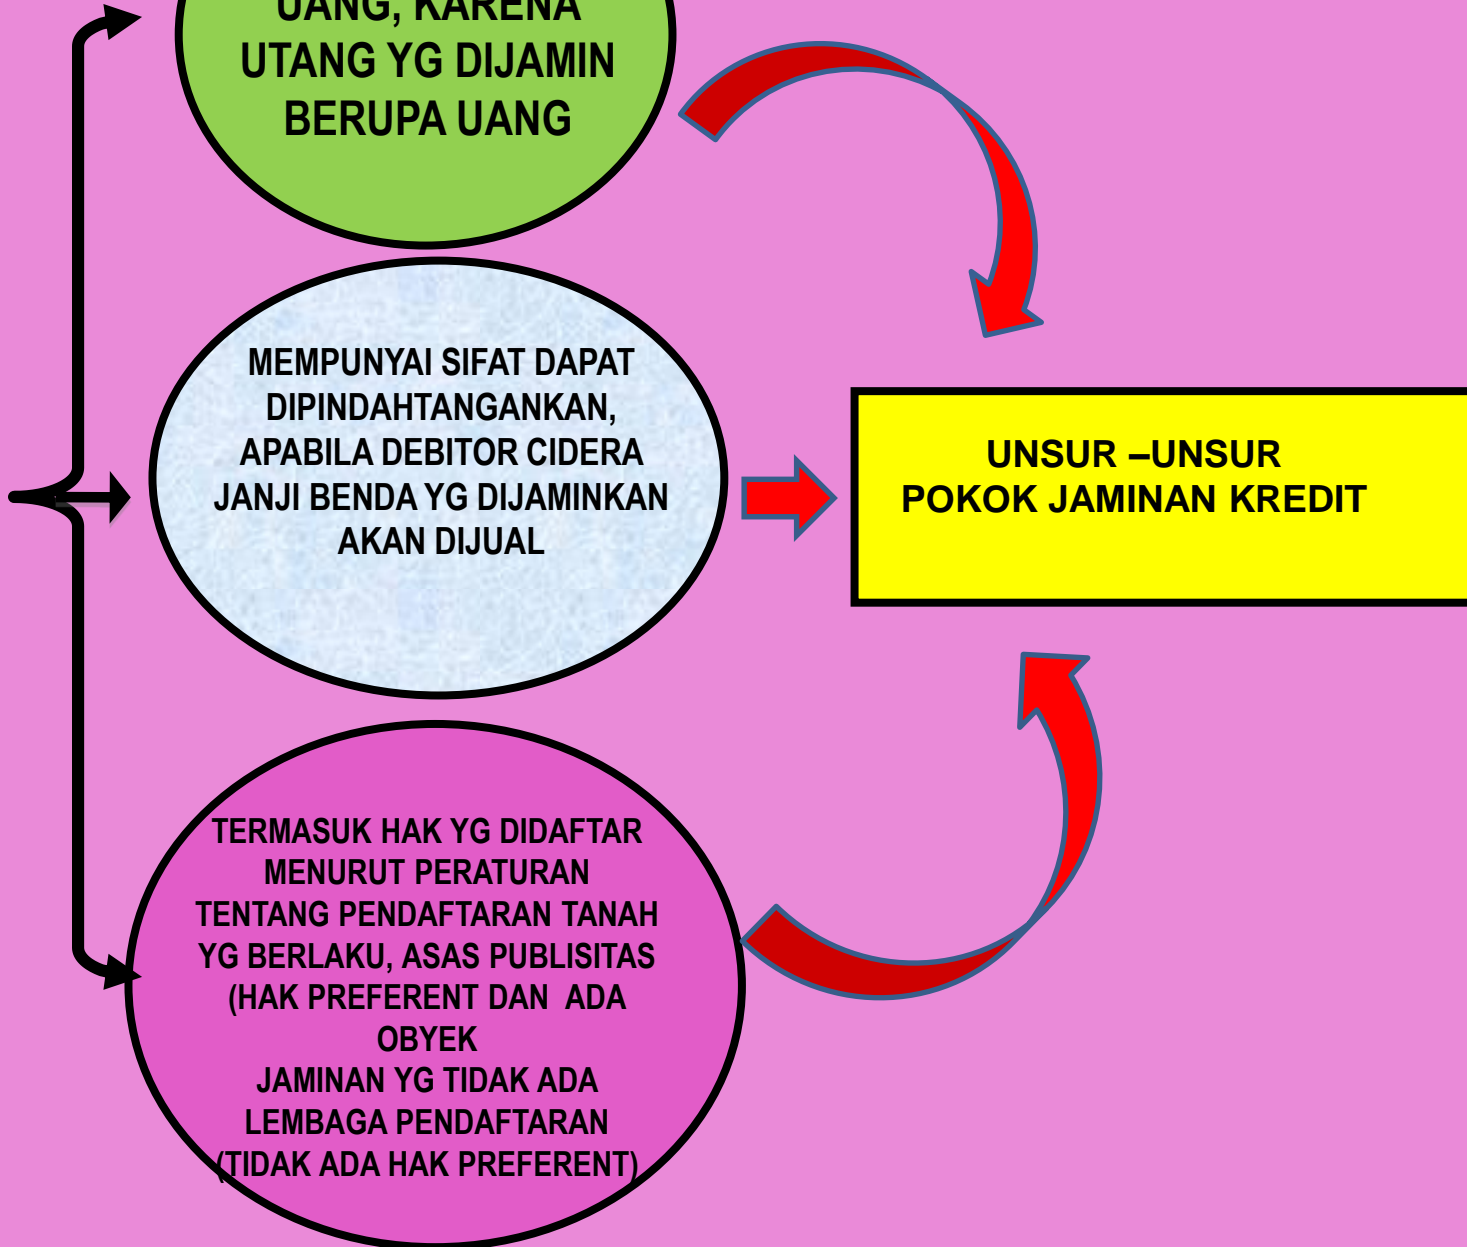 UANG, KARENA
UTANG YG DIJAMIN
BERUPA UANG
MEMPUNYAI SIFAT DAPAT
DIPINDAHTANGANKAN,
APABILA DEBITOR CIDERA
JANJI BENDA YG DIJAMINKAN
AKAN DIJUAL
UNSUR –UNSUR
POKOK JAMINAN KREDIT
TERMASUK HAK YG DIDAFTAR
MENURUT PERATURAN
TENTANG PENDAFTARAN TANAH
YG BERLAKU, ASAS PUBLISITAS
(HAK PREFERENT DAN ADA
OBYEK
JAMINAN YG TIDAK ADA
LEMBAGA PENDAFTARAN
(TIDAK ADA HAK PREFERENT)